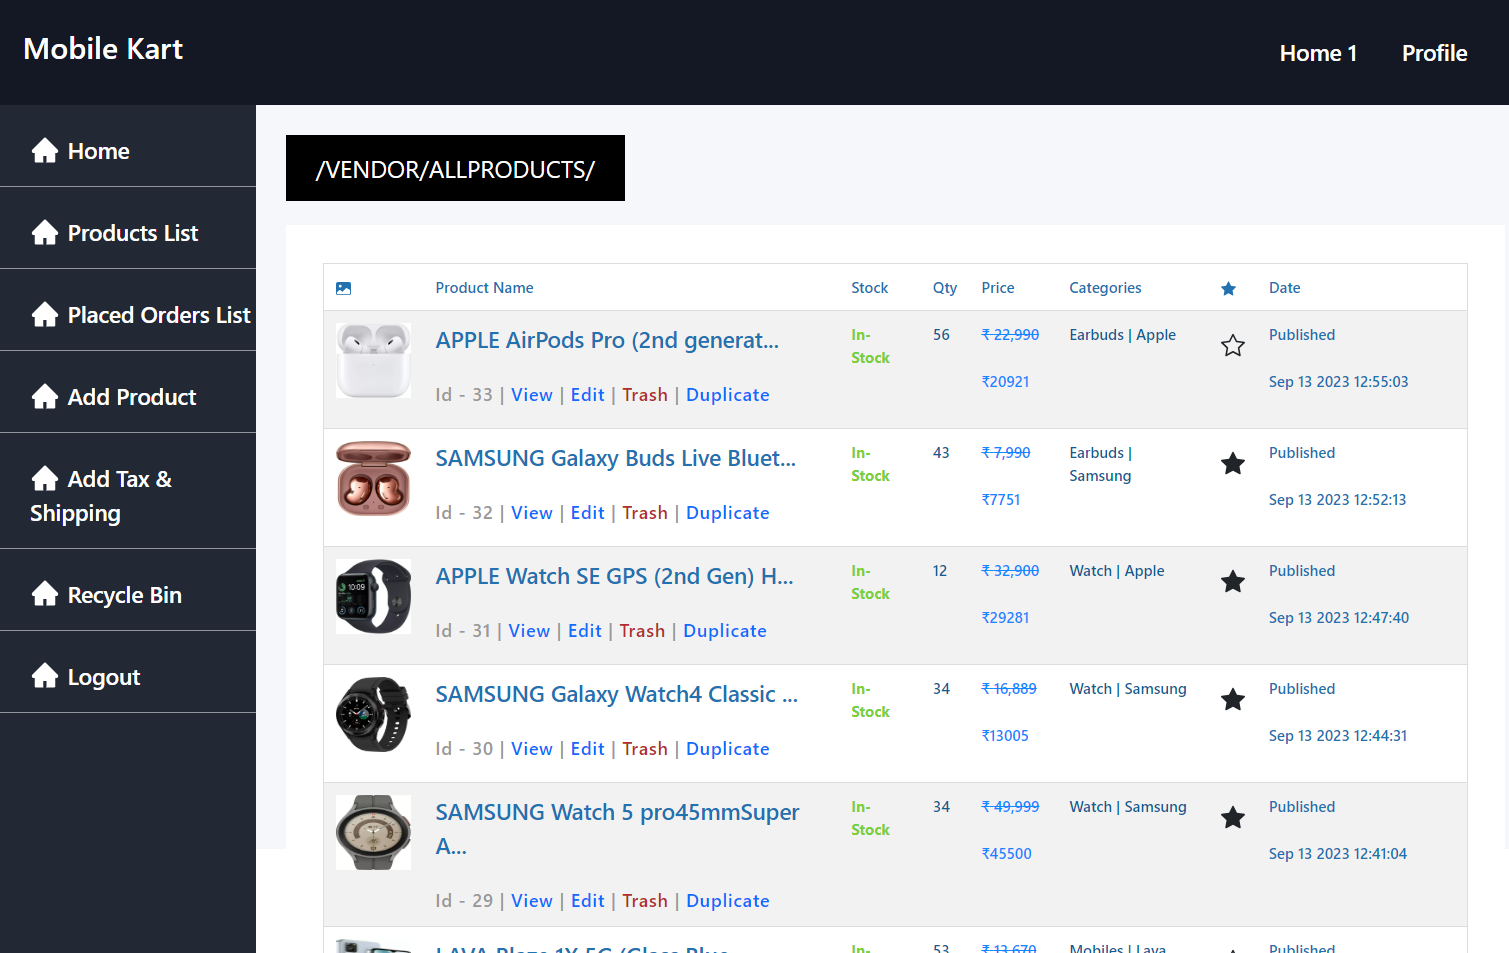 Mobile Kart
Home 1 Profile
Home
Products List
Placed Orders List
Add Product
Add Tax &
Shipping
Recycle Bin
Logout
/VENDOR/ALLPRODUCTS/
Product Name Stock Qty Price Categories Date
APPLE AirPods Pro (2nd generat... In- 56 ₹ 22,990 Earbuds | Apple Published
Stock
₹20921 Sep 13 2023 12:55:03
Id - 33 | View | Edit | Trash | Duplicate
SAMSUNG Galaxy Buds Live Bluet... In- 43 ₹ 7,990 Earbuds | Published
Stock Samsung
₹7751 Sep 13 2023 12:52:13
Id - 32 | View | Edit | Trash | Duplicate
APPLE Watch SE GPS (2nd Gen) H... In- 12 ₹ 32,900 Watch | Apple Published
Stock
₹29281 Sep 13 2023 12:47:40
Id - 31 | View | Edit | Trash | Duplicate
SAMSUNG Galaxy Watch4 Classic ... In- 34 ₹ 16,889 Watch | Samsung Published
Stock
₹13005 Sep 13 2023 12:44:31
Id - 30 | View | Edit | Trash | Duplicate
SAMSUNG Watch 5 pro45mmSuper In- 34 ₹ 49,999 Watch | Samsung Published
A... Stock
₹45500 Sep 13 2023 12:41:04
Id - 29 | View | Edit | Trash | Duplicate
LAVA Blaze 1X 5G (Glass Blue In- 53 ₹ 13,670 Mobiles | Lava Published